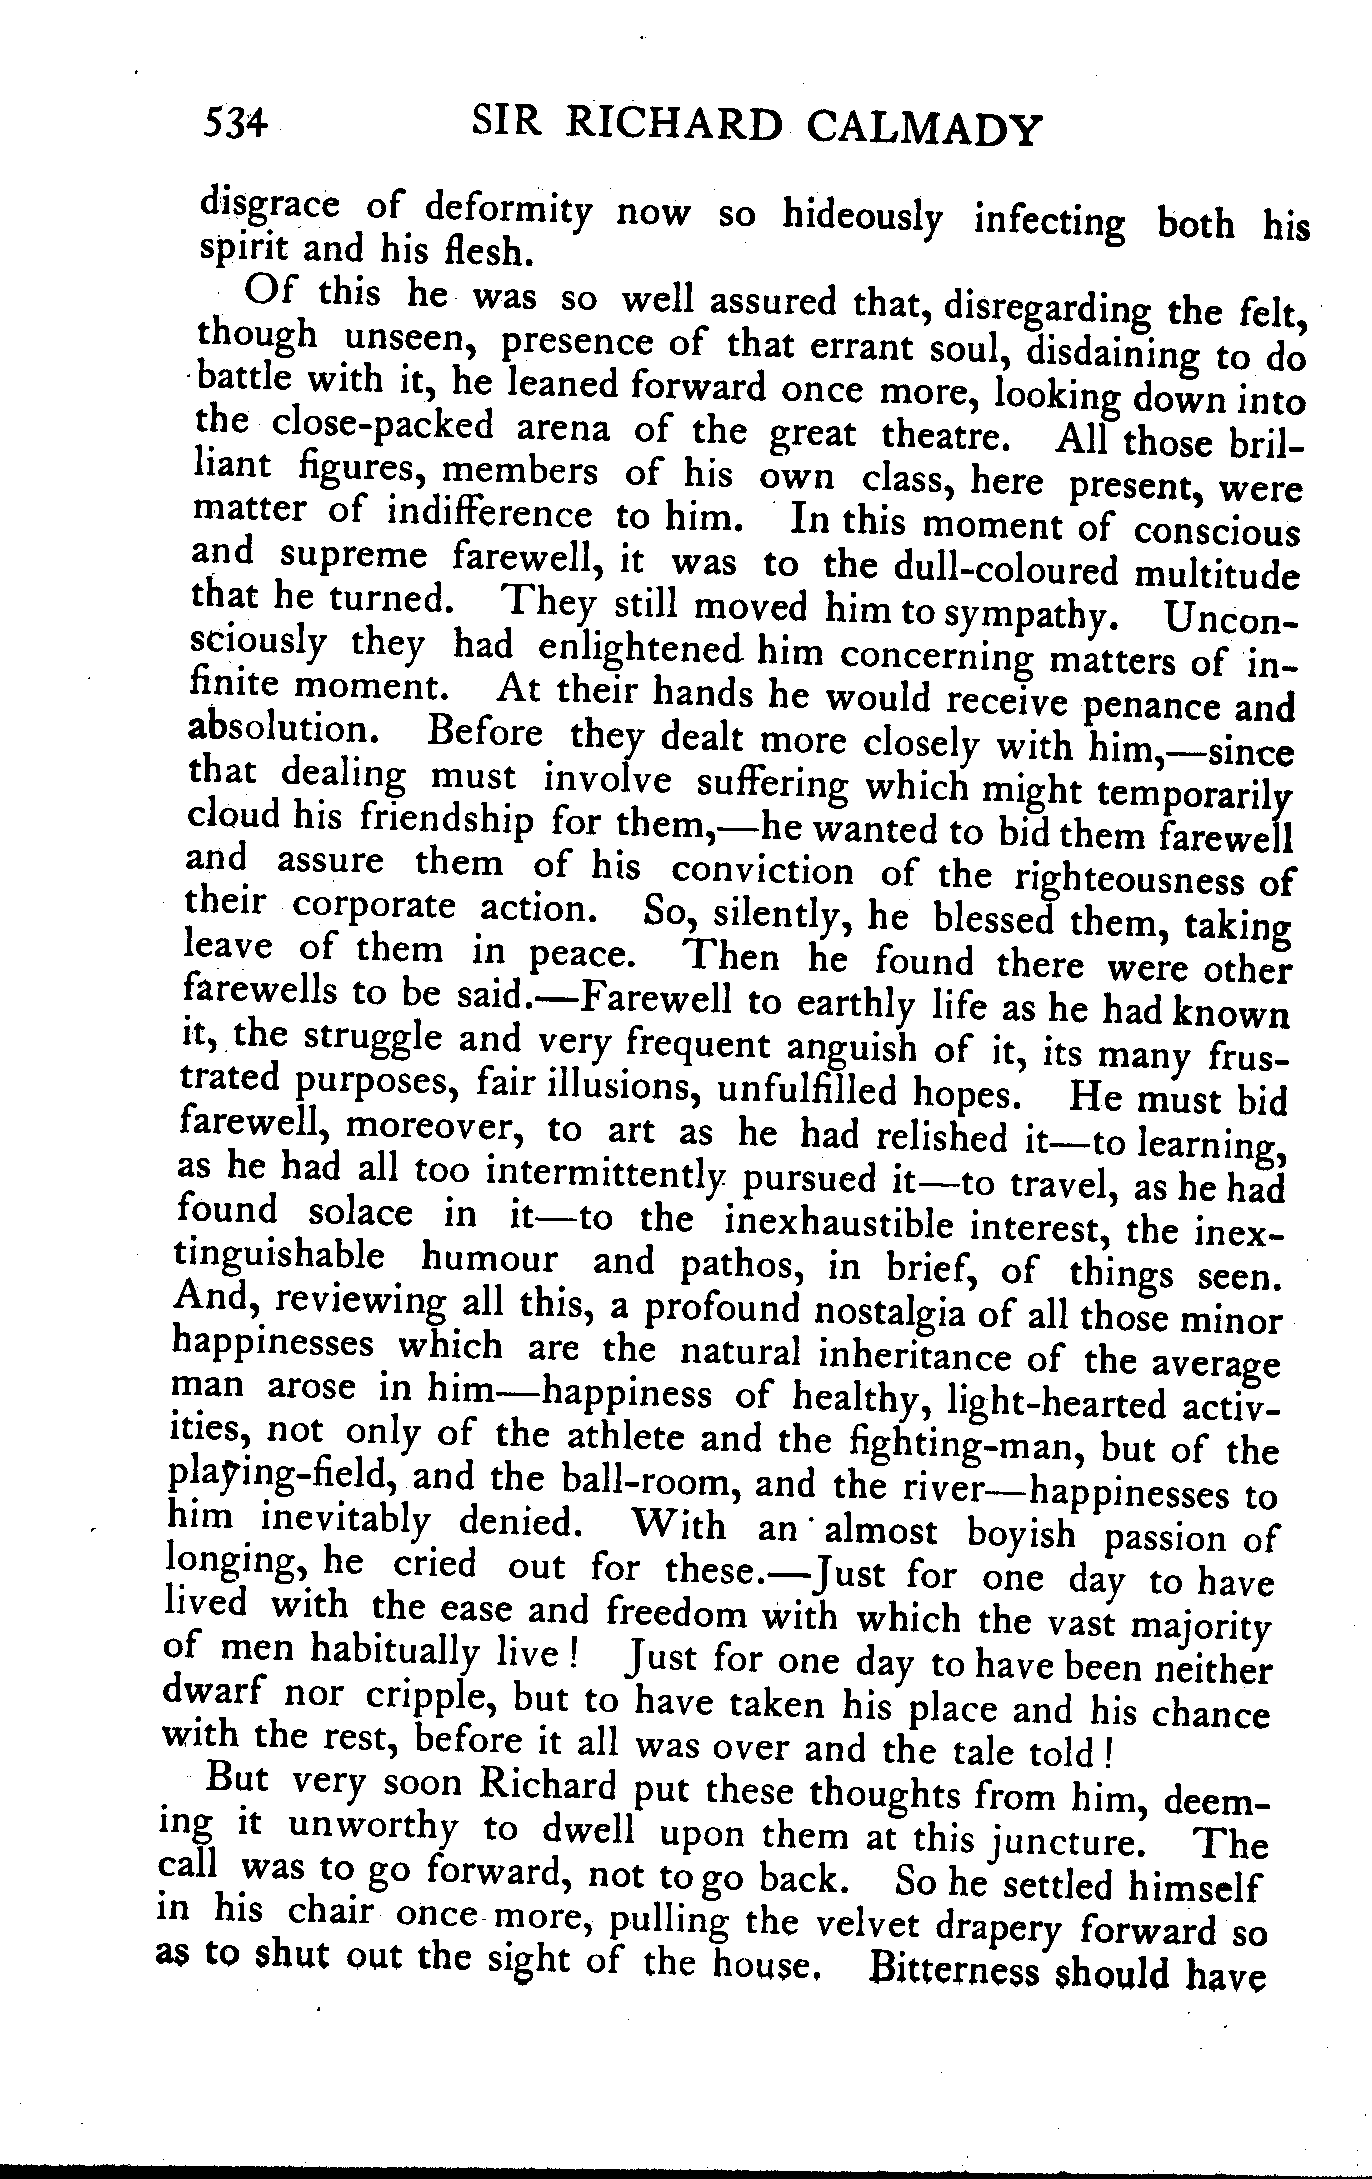 534 SIR RICHARD CALMADY
disgrace of deformity now so hideously infecting both his
spirit and his flesh.
Of this he was so well assured that, disregarding the felt,
though unseen, presence of that errant soul, disdaining to do
battle with it, he leaned forward once more, looking down into
the close-packed arena of the great theatre. All those bril-
liant figures, members of his own class, here present, were
matter of indifference to him. In this moment of conscious
and supreme farewell, it was to the dull-coloured multitude
that he turned. They still moved him to sympathy. Uncon-
sciously they had enlightened him concerning matters of in-
finite moment. At their hands he would receive penance and
absolution. Before they dealt more closely with him,—since
that dealing must involve suffering which might temporarily
cloud his friendship for them,—he wanted to bid them farewell
and assure them of his conviction of the righteousness of
their corporate action. So, silently, he blessed them, taking
leave of them in peace. Then he found there were other
farewells to be said.—Farewell to earthly life as he had known
it, the struggle and very frequent anguish of it, its many frus-
trated purposes, fair illusions, unfulfilled hopes. He must bid
farewell, moreover, to art as he had relished it—to learning,
as he had all too intermittently pursued it—to travel, as he had
found solace in it—to the inexhaustible interest, the inex-
tinguishable humour and pathos, in brief, of things seen.
And, reviewing all this, a profound nostalgia of all those minor
happinesses which are the natural inheritance of the average
man arose in him—happiness of healthy, light-hearted activ-
ities, not only of the athlete and the fighting-man, but of the
playing-field, and the ball-room, and the river—happinesses to
him inevitably denied. With an almost boyish passion of
longing, he cried out for these.—Just for one day to have
lived with the ease and freedom with which the vast majority
of men habitually live! Just for one day to have been neither
dwarf nor cripple, but to have taken his place and his chance
with the rest, before it all was over and the tale told!
But very soon Richard put these thoughts from him, deem-
ing it unworthy to dwell upon them at this juncture. The
call was to go forward, not to go back. So he settled himself
in his chair once more, pulling the velvet drapery forward so
as to shut out the sight of the house. Bitterness should have